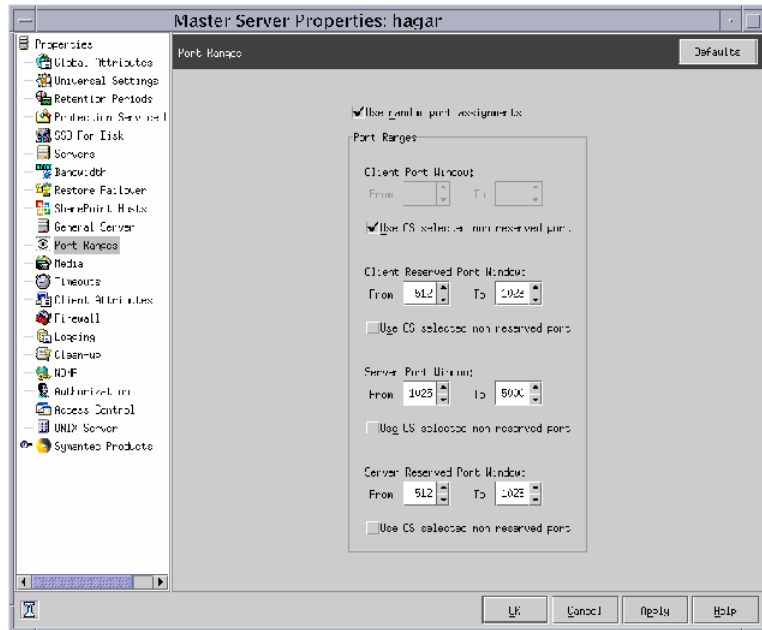 Master Server Properties: hagar
Properties
Global Attributes
Universal Settings
Retention Periods
Protection Service
SSO For Disk
Servers
Bandwidth
Restore Failover
SharePoint Hosts
General Server
Port Ranges
Media
Timeouts
Client Attributes
Firewall
Logging
Clean-up
NDMP
Authorization
Access Control
UNIX Server
Symantec Products
Port Ranges
Defaults
Use random port assignments
Port Ranges
Client Port Window:
From To
Use OS selected non reserved port
Client Reserved Port Window:
From 512 To 1023
Use OS selected non reserved port
Server Port Window:
From 1025 To 5000
Use OS selected non reserved port
Server Reserved Port Window:
From 512 To 1023
Use OS selected non reserved port
OK Cancel Apply Help